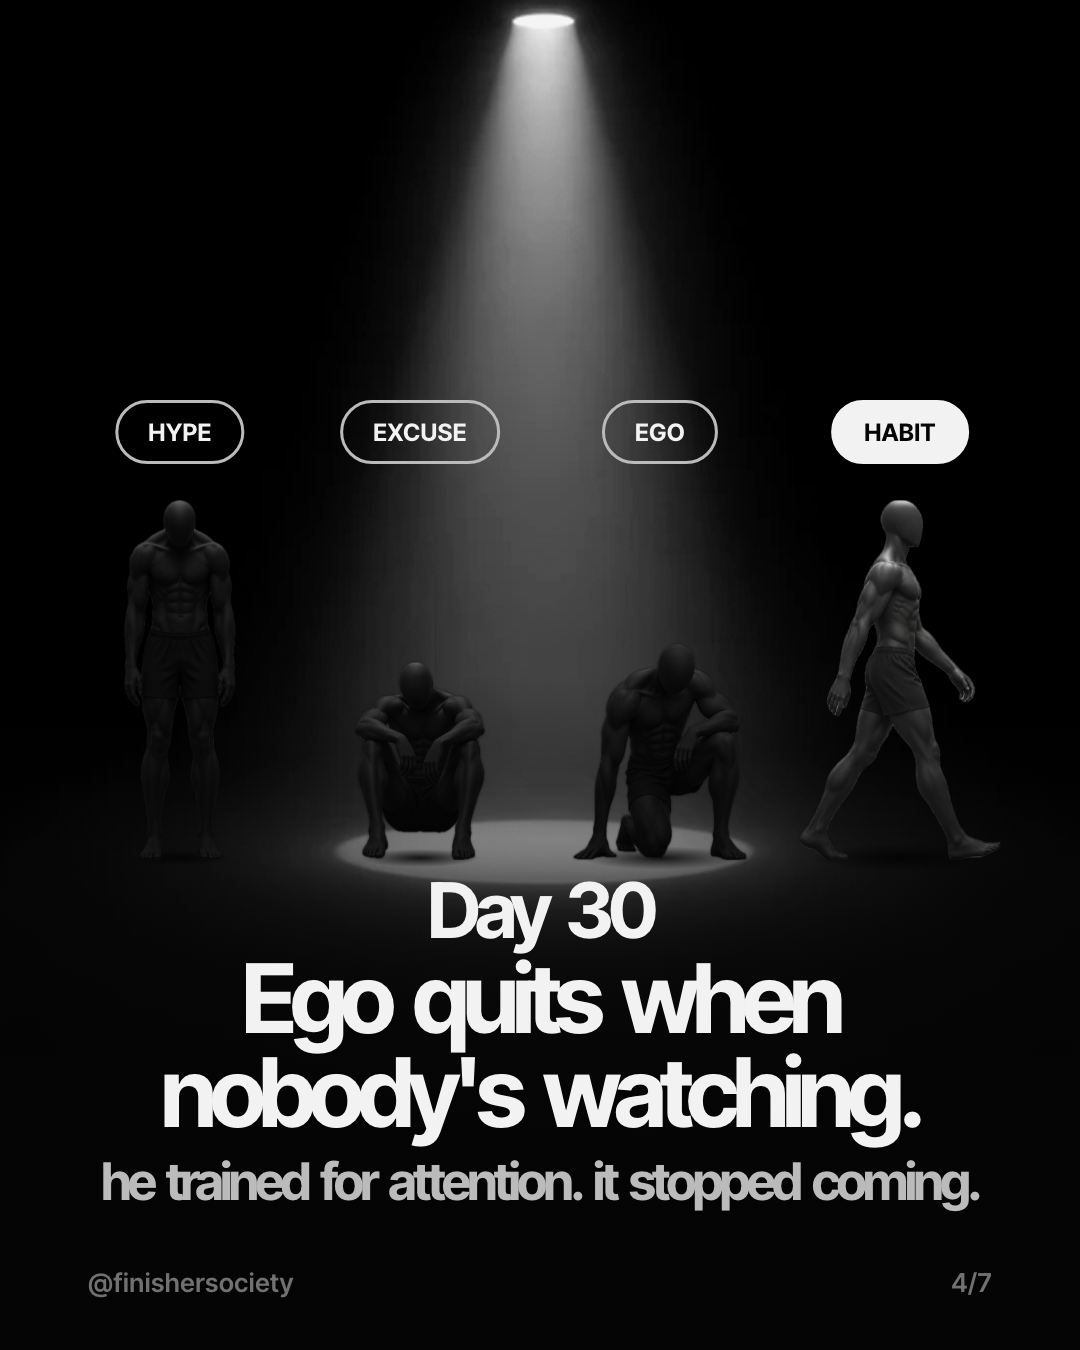 HYPE EXCUSE EGO HABIT
Day 30
Ego quits when
nobody's watching.
he trained for attention. it stopped coming.
@finishersociety 4/7